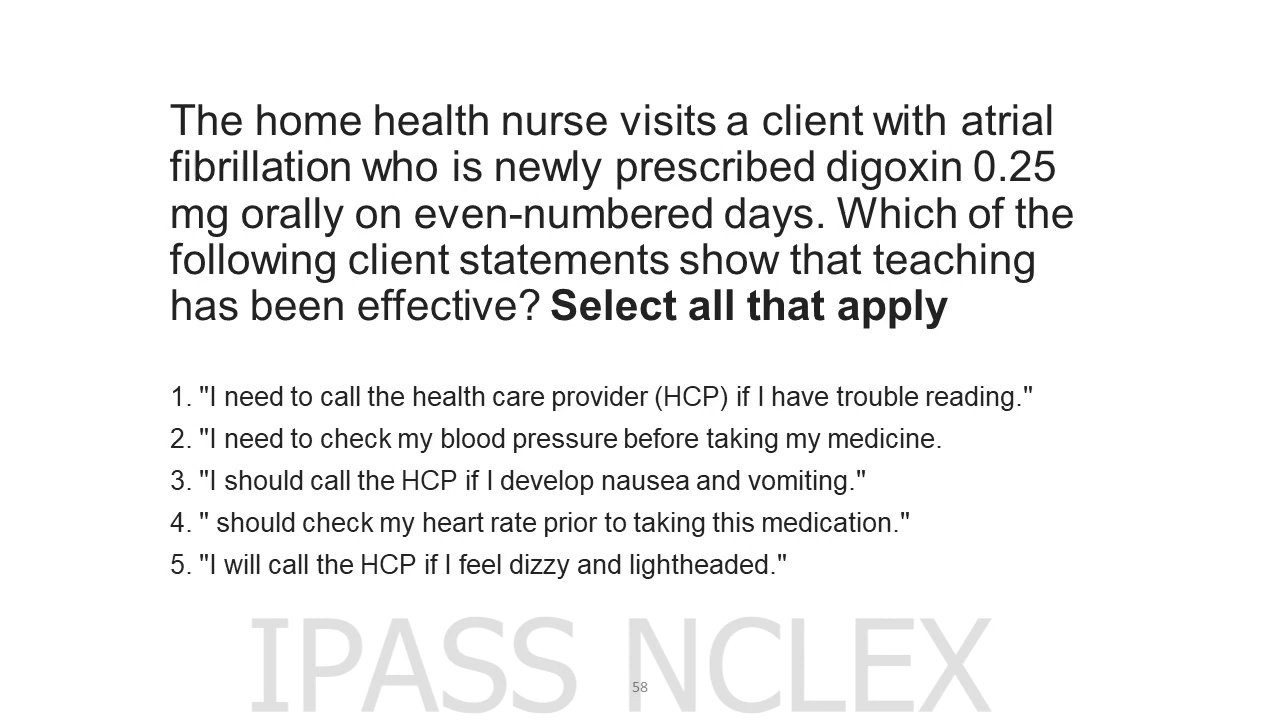 The home health nurse visits a client with atrial
fibrillation who is newly prescribed digoxin 0.25
mg orally on even-numbered days. Which of the
following client statements show that teaching
has been effective? Select all that apply
1. "I need to call the health care provider (HCP) if I have trouble reading."
2. "I need to check my blood pressure before taking my medicine.
3. "I should call the HCP if I develop nausea and vomiting."
4. " should check my heart rate prior to taking this medication."
5. "I will call the HCP if I feel dizzy and lightheaded."
IPASS NCLEX
58